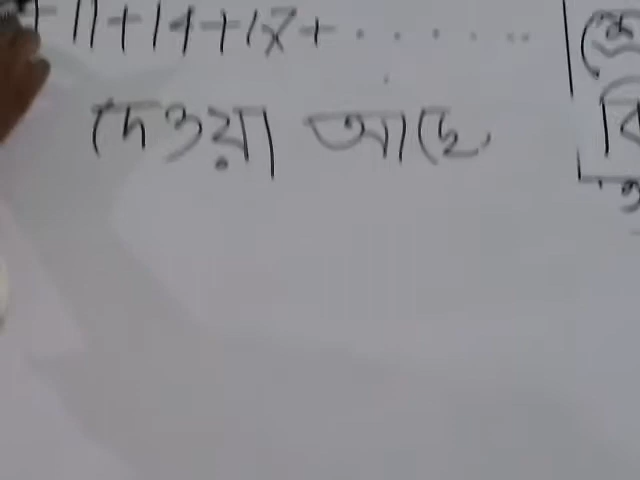 + 11 + 14 + 17 + . . . . . . .
দেওয়া আছে,